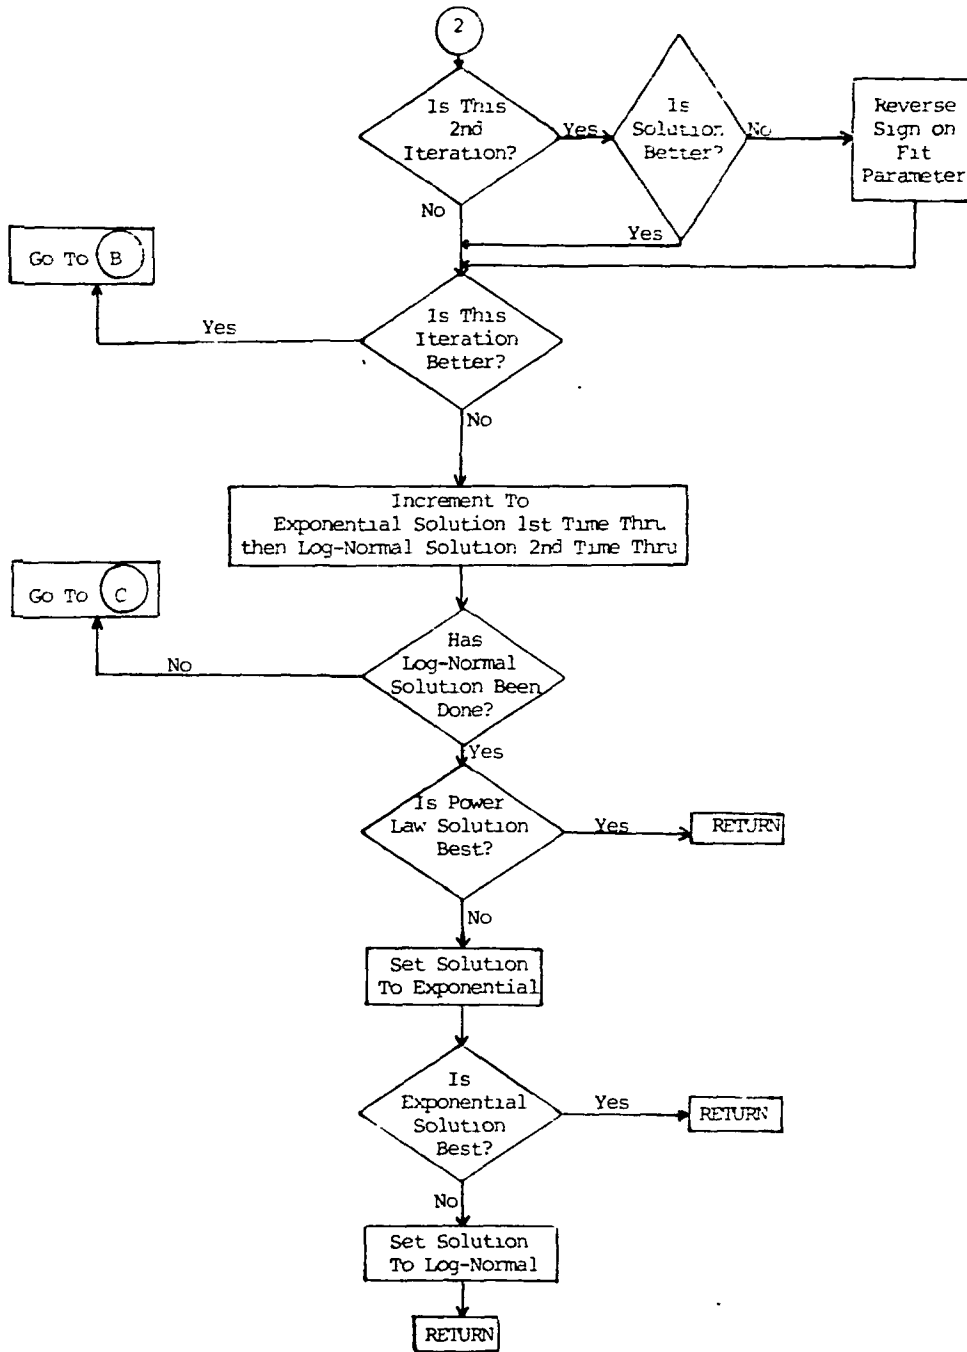 2
Is This
2nd
Iteration?
Yes
Is
Solution
Better?
No
Reverse
Sign on
Fit
Parameter
No
Yes
Go To B
Yes
Is This
Iteration
Better?
No
Increment To
Exponential Solution 1st Time Thru
then Log-Normal Solution 2nd Time Thru
Go To C
No
Has
Log-Normal
Solution Been
Done?
Yes
Is Power
Law Solution
Best?
Yes
RETURN
No
Set Solution
To Exponential
Is
Exponential
Solution
Best?
Yes
RETURN
No
Set Solution
To Log-Normal
RETURN